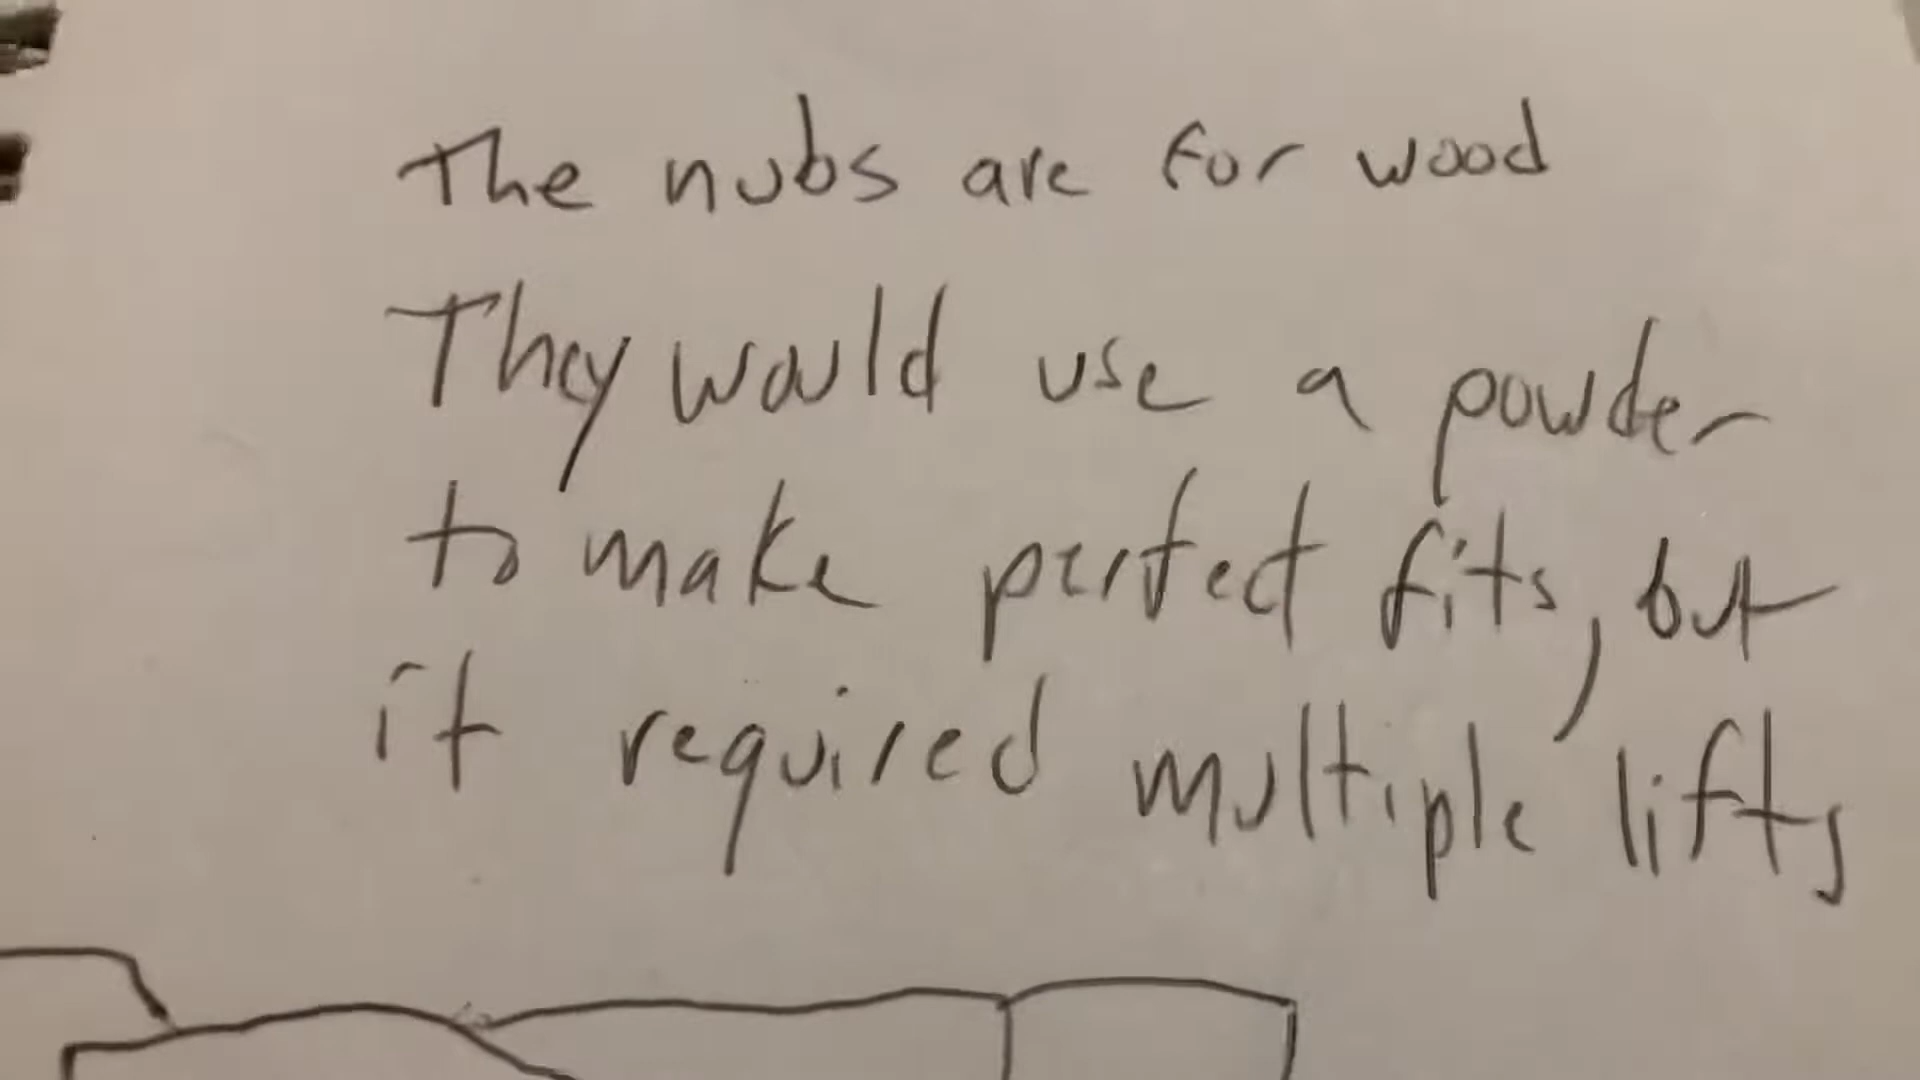 The nubs are for wood
They would use a powder
to make perfect fits, but
it required multiple lifts